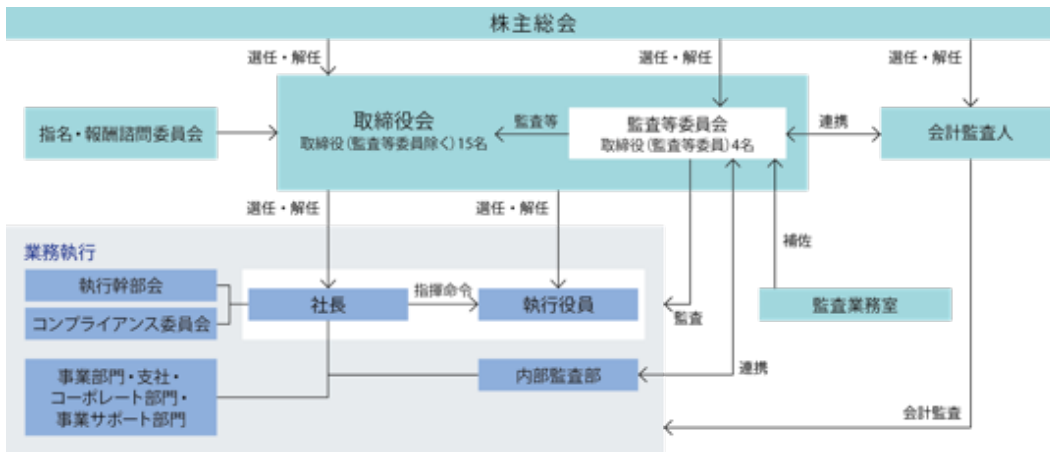 株主総会
選任・解任
選任・解任
選任・解任
指名・報酬諮問委員会
取締役会
取締役(監査等委員除く)15名
監査等
監査等委員会
取締役(監査等委員)4名
連携
会計監査人
選任・解任
選任・解任
補佐
業務執行
執行幹部会
コンプライアンス委員会
社長
指揮命令
執行役員
監査
監査業務室
事業部門・支社・
コーポレート部門・
事業サポート部門
内部監査部
連携
会計監査